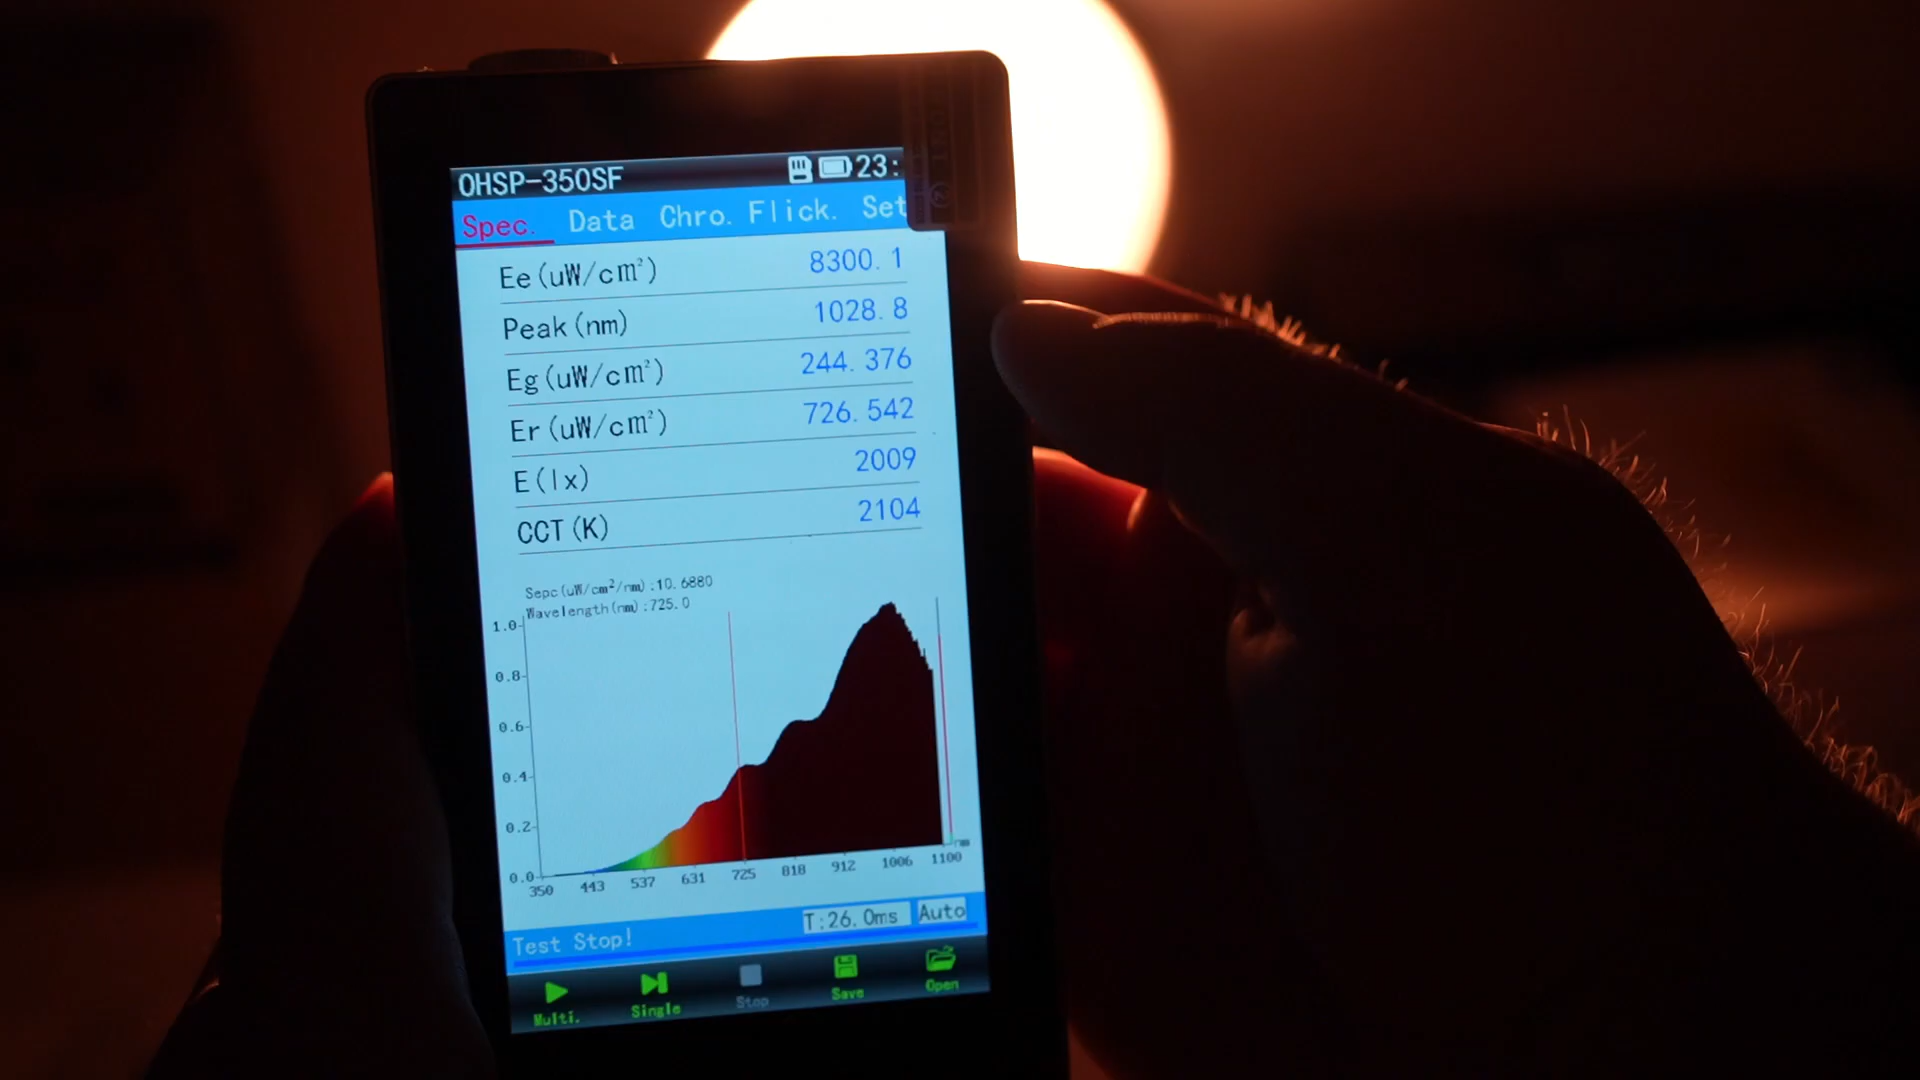 OHSP-350SF 23:
Spec. Data Chro. Flick. Set
Ee(uW/cm²) 8300.1
Peak(nm) 1028.8
Eg(uW/cm²) 244.376
Er(uW/cm²) 726.542
E(lx) 2009
CCT(K) 2104
Sepc(uW/cm²/nm):10.6880
Wavelength(nm):725.0
1.0
0.8
0.6
0.4
0.2
0.0
350 443 537 631 725 818 912 1006 1100 nm
T:26.0ms Auto
Test Stop!
Multi. Single Stop Save Open